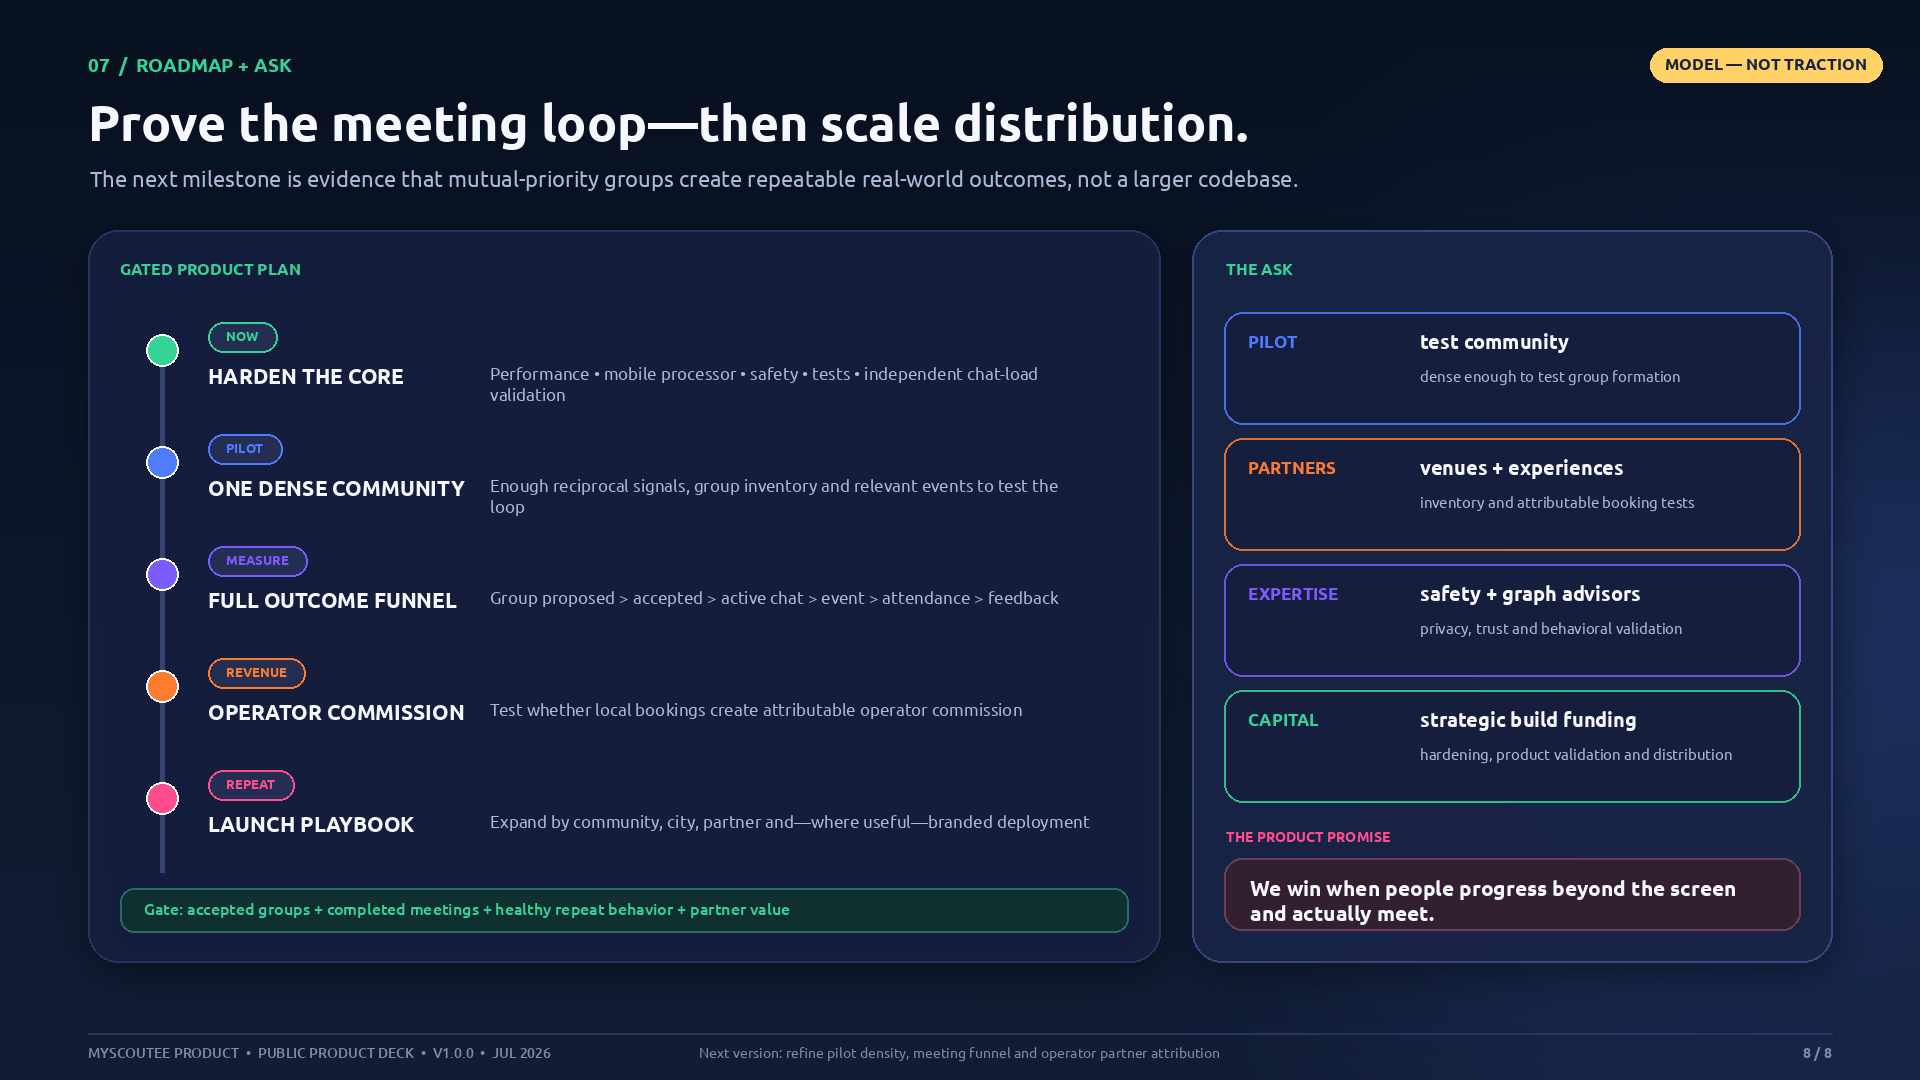 07 / ROADMAP + ASK
MODEL — NOT TRACTION
Prove the meeting loop—then scale distribution.
The next milestone is evidence that mutual-priority groups create repeatable real-world outcomes, not a larger codebase.
GATED PRODUCT PLAN
NOW
HARDEN THE CORE
Performance • mobile processor • safety • tests • independent chat-load
validation
PILOT
ONE DENSE COMMUNITY
Enough reciprocal signals, group inventory and relevant events to test the
loop
MEASURE
FULL OUTCOME FUNNEL
Group proposed > accepted > active chat > event > attendance > feedback
REVENUE
OPERATOR COMMISSION
Test whether local bookings create attributable operator commission
REPEAT
LAUNCH PLAYBOOK
Expand by community, city, partner and—where useful—branded deployment
Gate: accepted groups + completed meetings + healthy repeat behavior + partner value
THE ASK
PILOT
test community
dense enough to test group formation
PARTNERS
venues + experiences
inventory and attributable booking tests
EXPERTISE
safety + graph advisors
privacy, trust and behavioral validation
CAPITAL
strategic build funding
hardening, product validation and distribution
THE PRODUCT PROMISE
We win when people progress beyond the screen
and actually meet.
MYSCOUTEE PRODUCT • PUBLIC PRODUCT DECK • V1.0.0 • JUL 2026
Next version: refine pilot density, meeting funnel and operator partner attribution
8 / 8